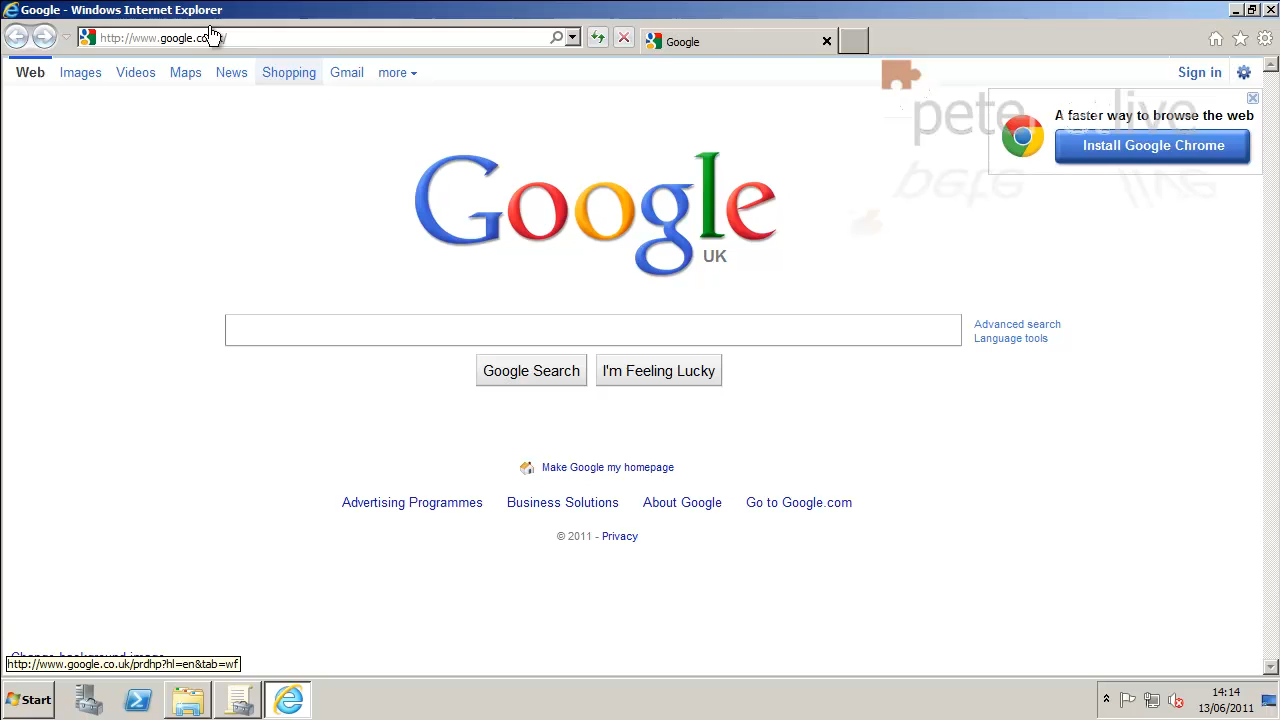 Google - Windows Internet Explorer
http://www.google.co
Google
Web Images Videos Maps News Shopping Gmail more
Sign in
A faster way to browse the web
Install Google Chrome
Google
UK
Advanced search
Language tools
Google Search
I'm Feeling Lucky
Make Google my homepage
Advertising Programmes Business Solutions About Google Go to Google.com
© 2011 - Privacy
Change background image
http://www.google.co.uk/prdhp?hl=en&tab=wf
Start
14:14
13/06/2011